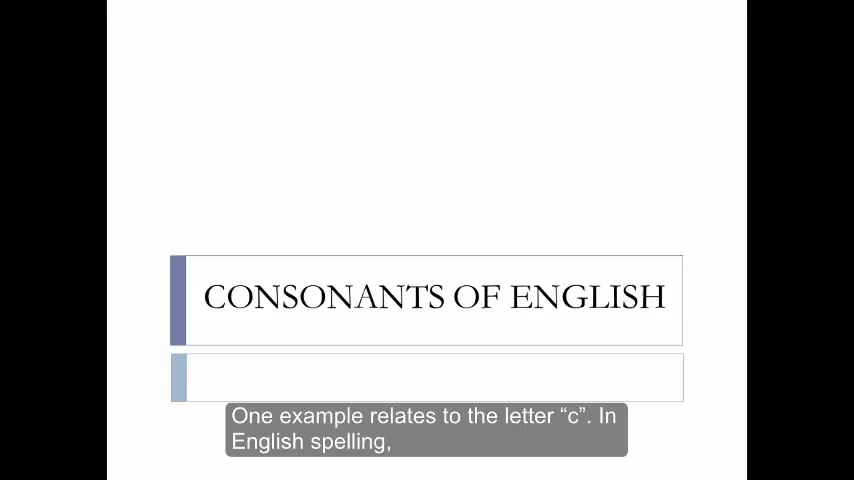 CONSONANTS OF ENGLISH
One example relates to the letter “c”. In
English spelling,